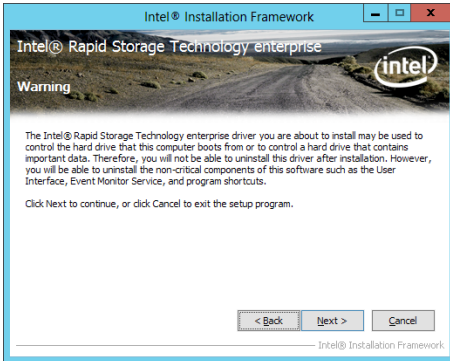 Intel® Installation Framework
Intel® Rapid Storage Technology enterprise
intel
Warning
The Intel® Rapid Storage Technology enterprise driver you are about to install may be used to
control the hard drive that this computer boots from or to control a hard drive that contains
important data. Therefore, you will not be able to uninstall this driver after installation. However,
you will be able to uninstall the non-critical components of this software such as the User
Interface, Event Monitor Service, and program shortcuts.
Click Next to continue, or click Cancel to exit the setup program.
< Back Next > Cancel
Intel® Installation Framework